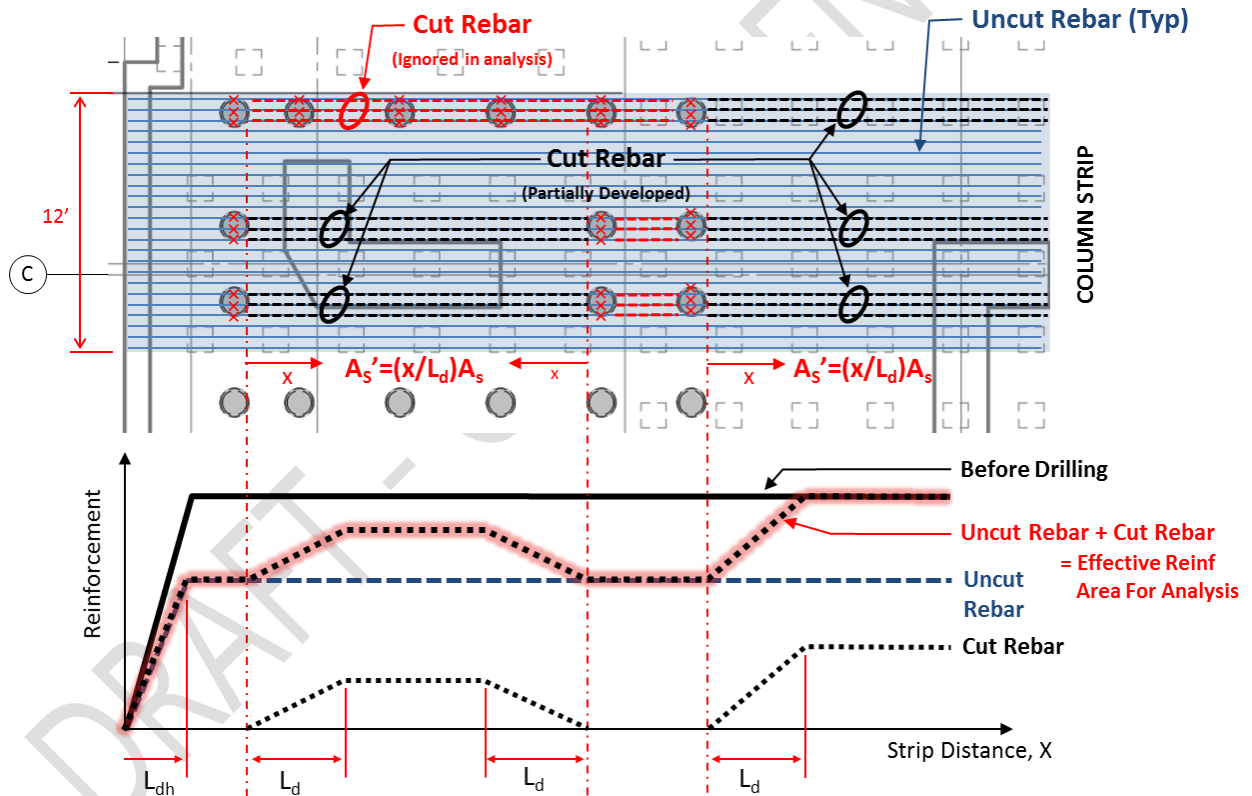 Cut Rebar
(Ignored in analysis)
Uncut Rebar (Typ)
12’
C
Cut Rebar
(Partially Developed)
COLUMN STRIP
x
AS’=(x/Ld)As
x
x
AS’=(x/Ld)As
Reinforcement
Before Drilling
Uncut Rebar + Cut Rebar
= Effective Reinf
Area For Analysis
Uncut
Rebar
Cut Rebar
Strip Distance, X
Ldh
Ld
Ld
Ld
DRAFT -